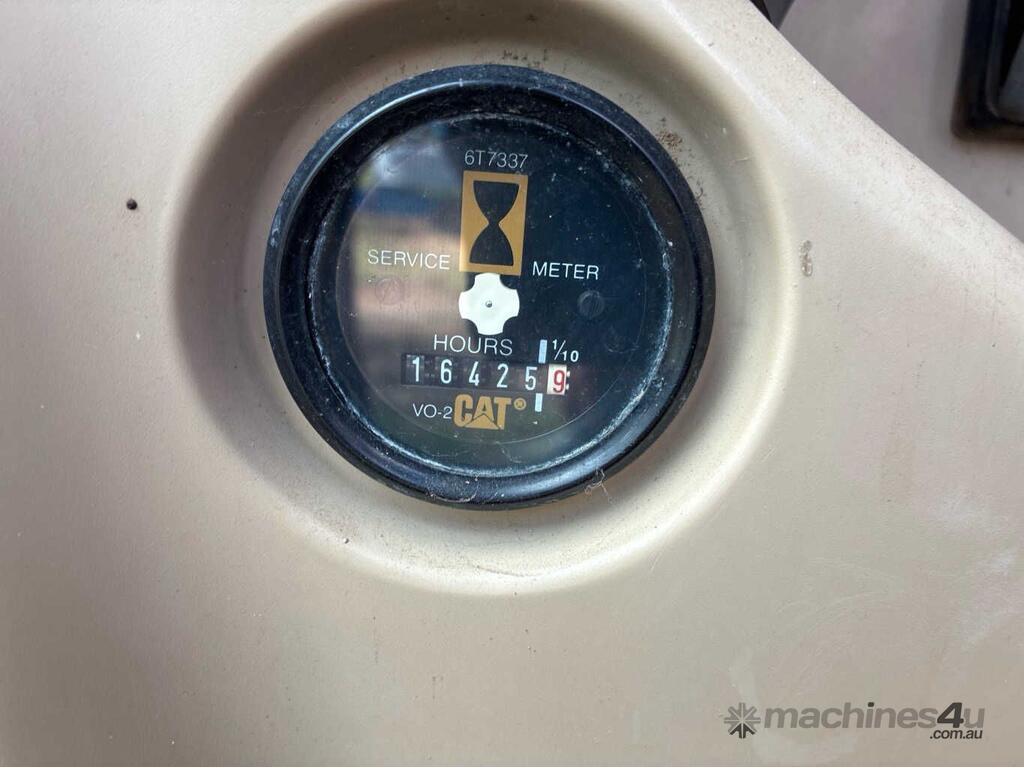 6T7337
SERVICE METER
HOURS 1/10
164259
VO-2 CAT®
machines4u
.com.au